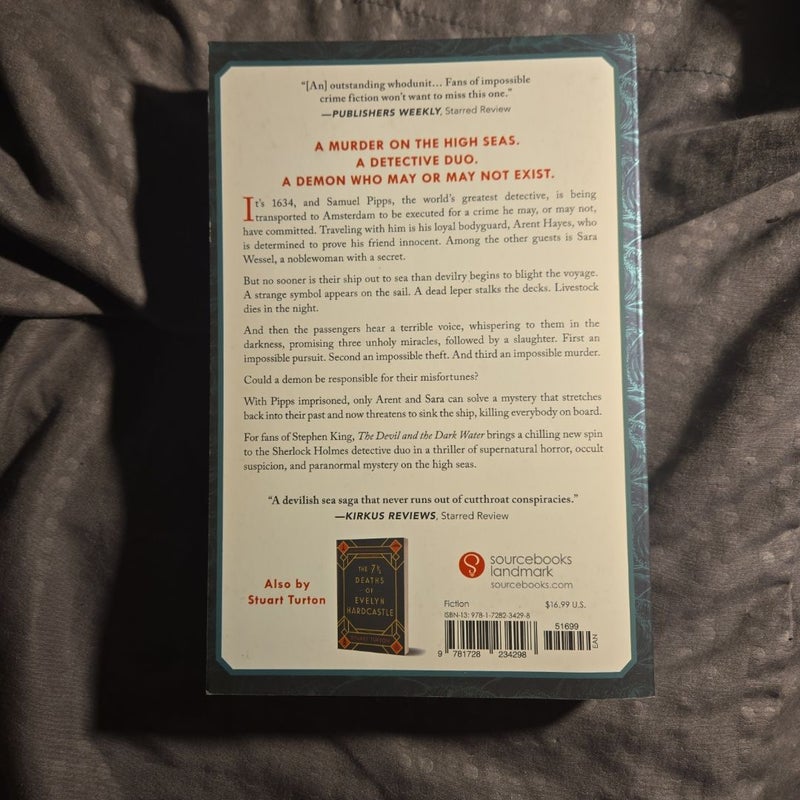 “[An] outstanding whodunit... Fans of impossible
crime fiction won’t want to miss this one.”
—PUBLISHERS WEEKLY, Starred Review
A MURDER ON THE HIGH SEAS.
A DETECTIVE DUO.
A DEMON WHO MAY OR MAY NOT EXIST.
It’s 1634, and Samuel Pipps, the world’s greatest detective, is being
transported to Amsterdam to be executed for a crime he may, or may not,
have committed. Traveling with him is his loyal bodyguard, Arent Hayes, who
is determined to prove his friend innocent. Among the other guests is Sara
Wessel, a noblewoman with a secret.
But no sooner is their ship out to sea than devilry begins to blight the voyage.
A strange symbol appears on the sail. A dead leper stalks the decks. Livestock
dies in the night.
And then the passengers hear a terrible voice, whispering to them in the
darkness, promising three unholy miracles, followed by a slaughter. First an
impossible pursuit. Second an impossible theft. And third an impossible murder.
Could a demon be responsible for their misfortunes?
With Pipps imprisoned, only Arent and Sara can solve a mystery that stretches
back into their past and now threatens to sink the ship, killing everybody on board.
For fans of Stephen King, The Devil and the Dark Water brings a chilling new spin
to the Sherlock Holmes detective duo in a thriller of supernatural horror, occult
suspicion, and paranormal mystery on the high seas.
“A devilish sea saga that never runs out of cutthroat conspiracies.”
—KIRKUS REVIEWS, Starred Review
Also by
Stuart Turton
THE 7½
DEATHS
OF
EVELYN
HARDCASTLE
STUART TURTON
sourcebooks
landmark
sourcebooks.com
Fiction
$16.99 U.S.
ISBN-13: 978-1-7282-3429-8
51699
EAN
9 781728 234298